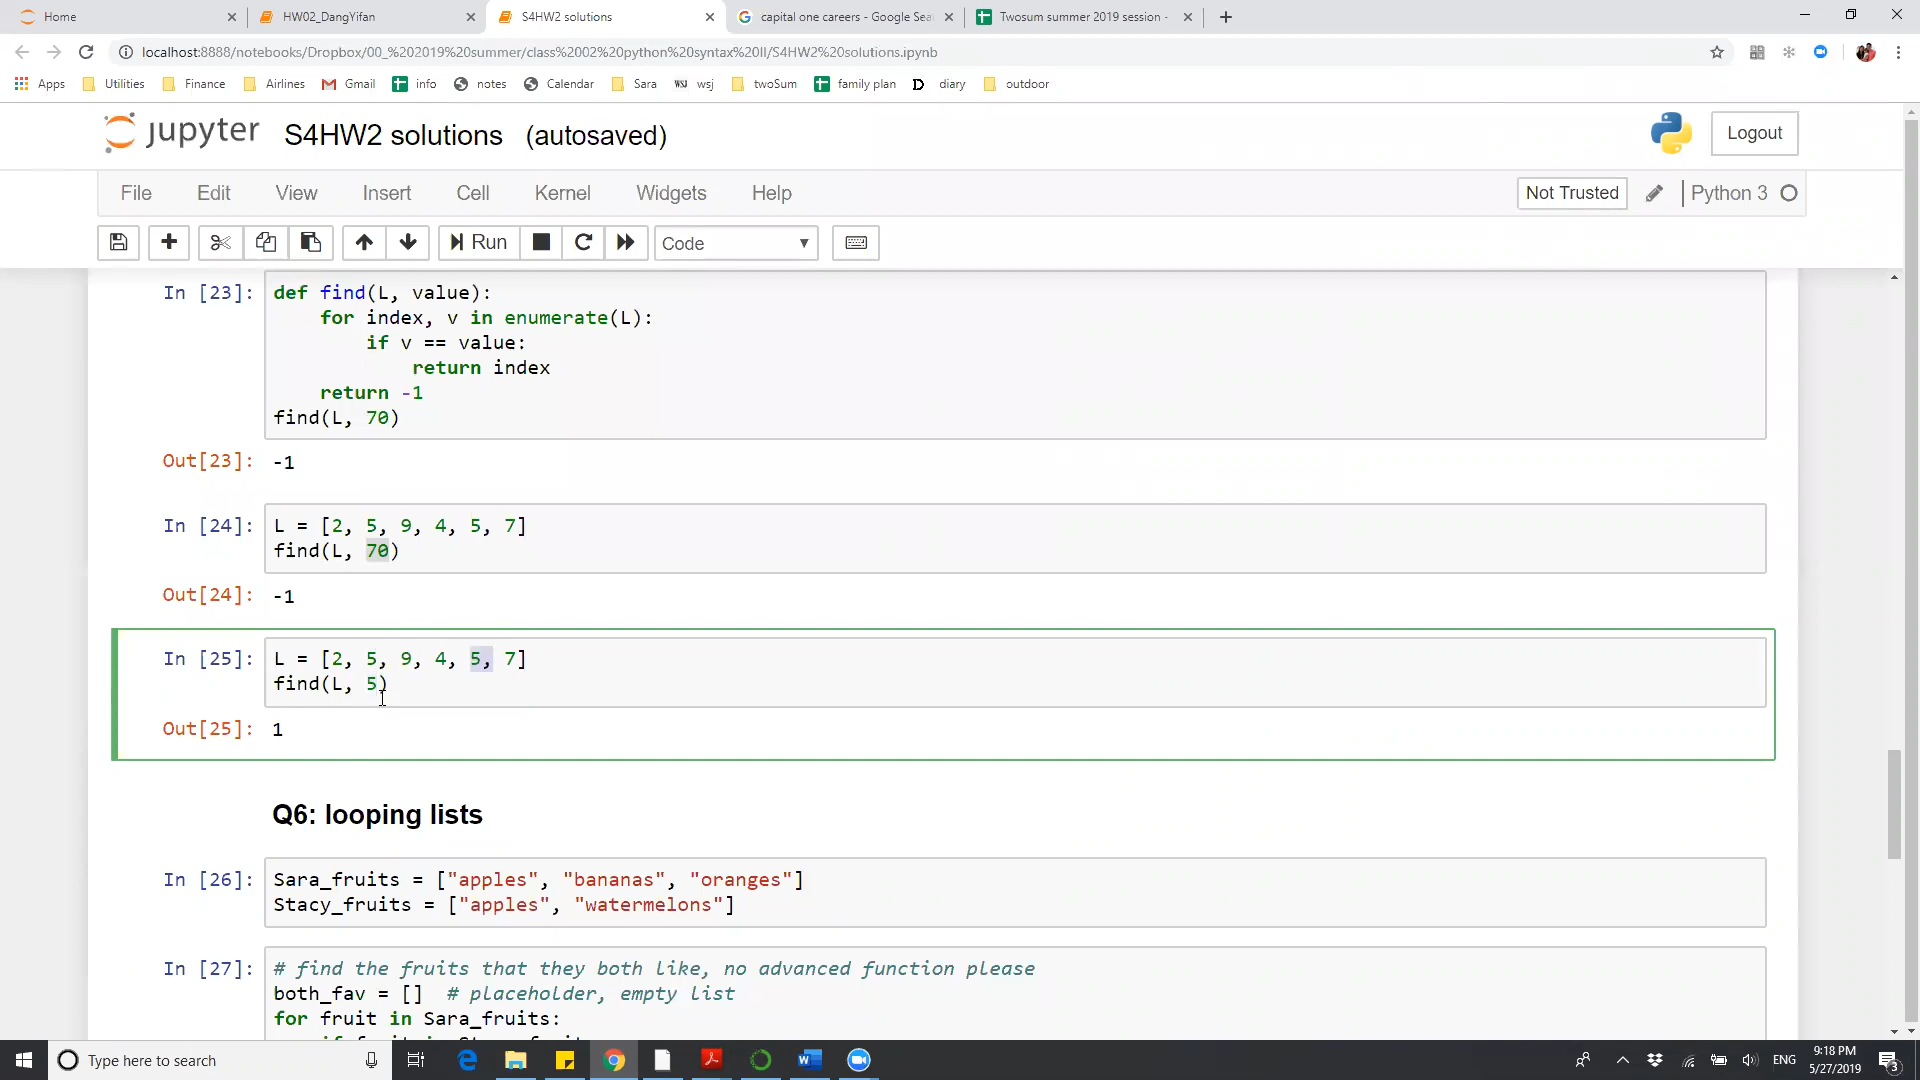 Home
HW02_DangYifan
S4HW2 solutions
capital one careers - Google Sea
Twosum summer 2019 session -
localhost:8888/notebooks/Dropbox/00_%202019%20summer/class%2002%20python%20syntax%20II/S4HW2%20solutions.ipynb
Apps
Utilities
Finance
Airlines
Gmail
info
notes
Calendar
Sara
WSJ wsj
twoSum
family plan
D diary
outdoor
jupyter S4HW2 solutions (autosaved)
Logout
File Edit View Insert Cell Kernel Widgets Help
Not Trusted
Python 3
Run
Code
In [23]: def find(L, value):
for index, v in enumerate(L):
if v == value:
return index
return -1
find(L, 70)
Out[23]: -1
In [24]: L = [2, 5, 9, 4, 5, 7]
find(L, 70)
Out[24]: -1
In [25]: L = [2, 5, 9, 4, 5, 7]
find(L, 5)
Out[25]: 1
Q6: looping lists
In [26]: Sara_fruits = ["apples", "bananas", "oranges"]
Stacy_fruits = ["apples", "watermelons"]
In [27]: # find the fruits that they both like, no advanced function please
both_fav = [] # placeholder, empty list
for fruit in Sara_fruits:
Type here to search
ENG
9:18 PM
5/27/2019
3